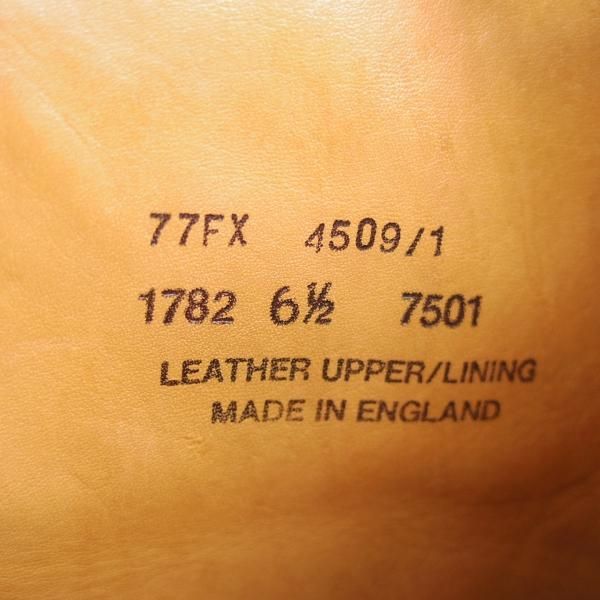 77FX 4509/1
1782 6½ 7501
LEATHER UPPER/LINING
MADE IN ENGLAND